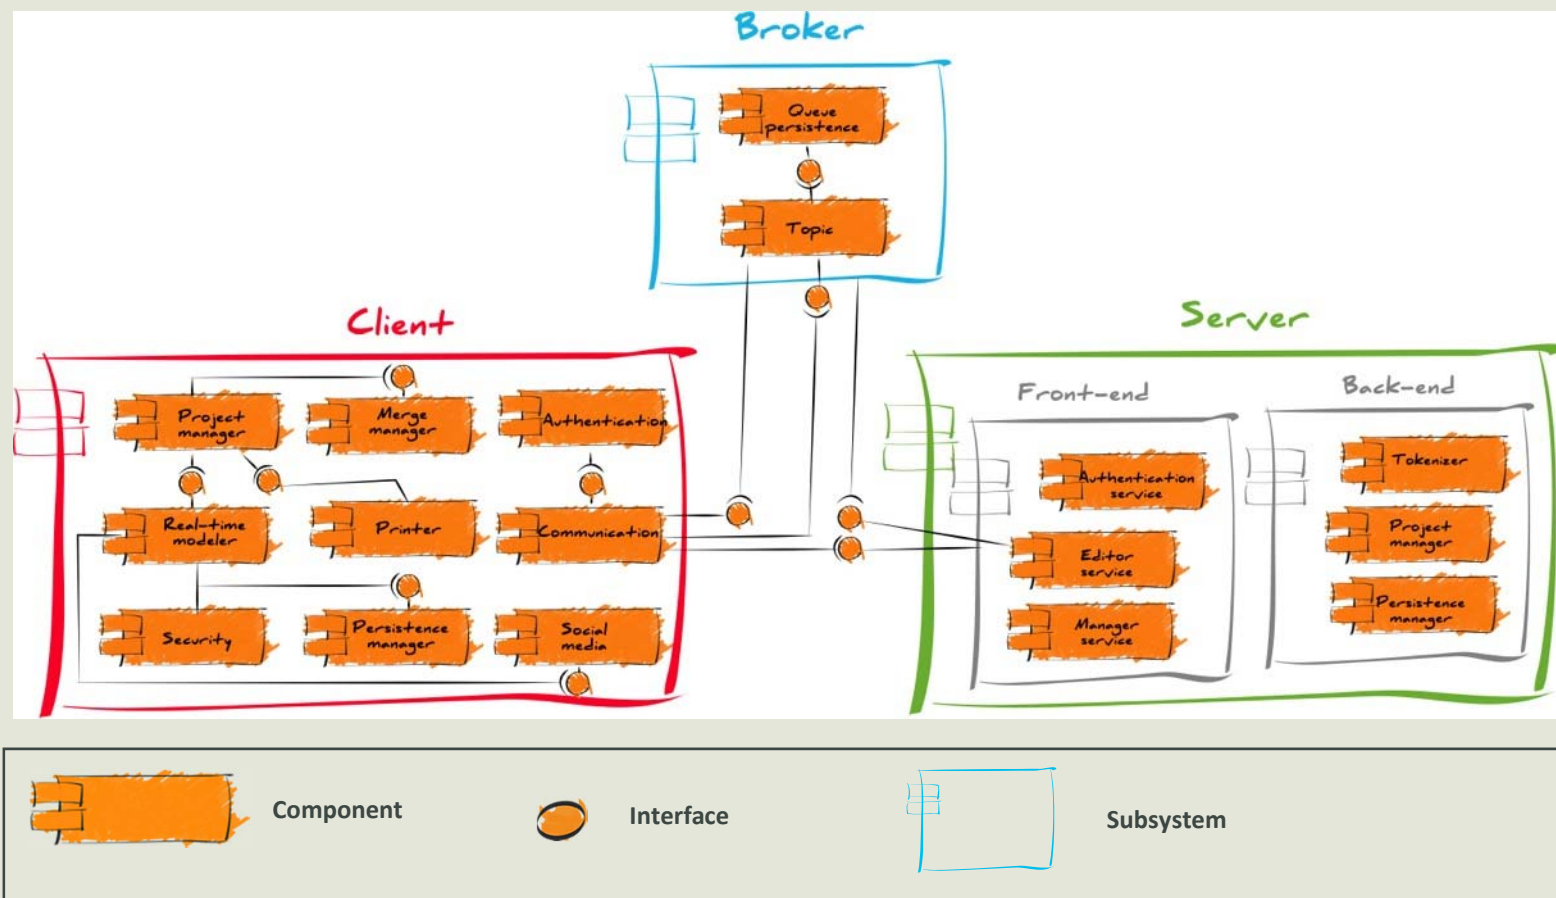 Broker
Queue
persistence
Topic
Client
Project
manager
Merge
manager
Authentication
Real-time
modeler
Printer
Communication
Security
Persistence
manager
Social
media
Server
Front-end
Authentication
service
Editor
service
Manager
service
Back-end
Tokenizer
Project
manager
Persistence
manager
Component
Interface
Subsystem